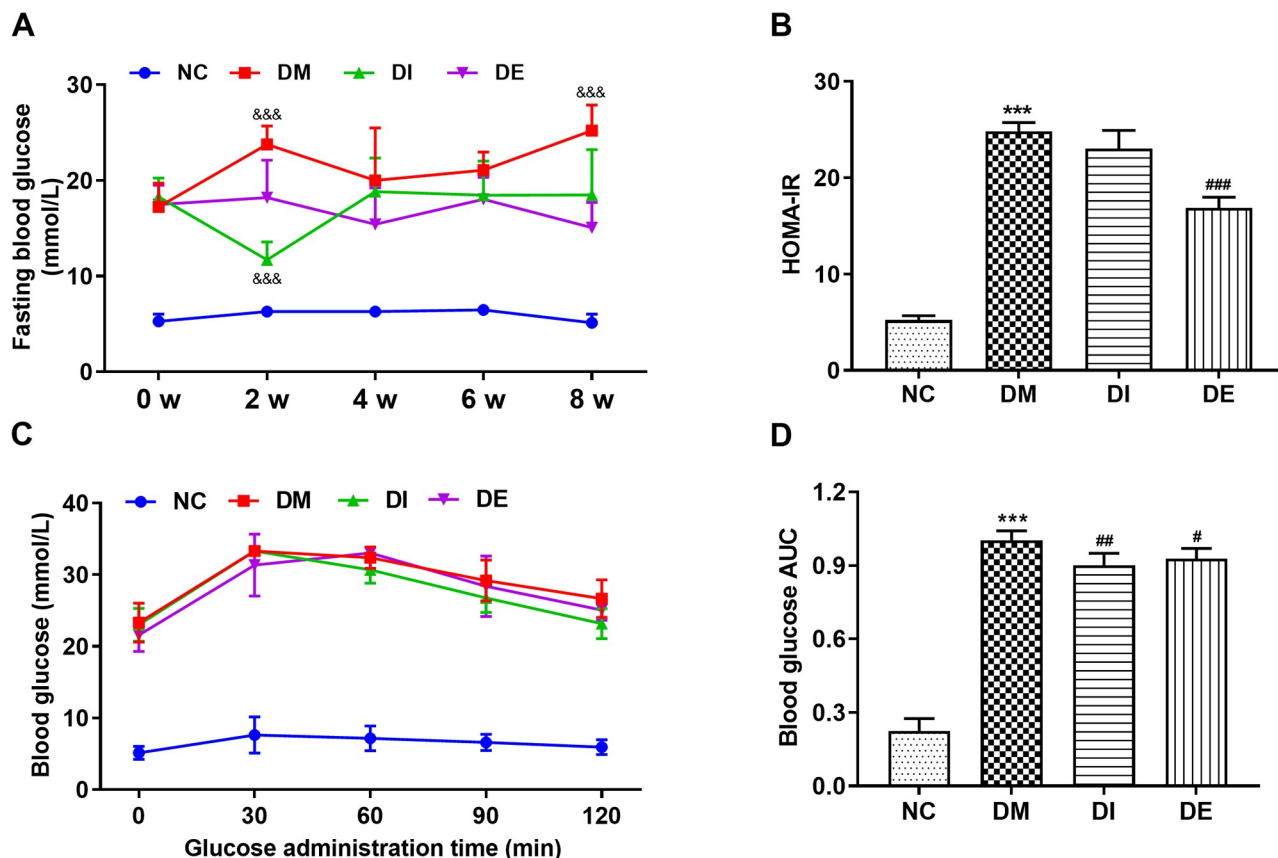 A
NC DM DI DE
Fasting blood glucose
(mmol/L)
30
20
10
0
&&&
&&&
&&&
0 w 2 w 4 w 6 w 8 w
B
HOMA-IR
30
20
10
0
***
###
NC DM DI DE
C
NC DM DI DE
Blood glucose (mmol/L)
40
30
20
10
0
0 30 60 90 120
Glucose administration time (min)
D
Blood glucose AUC
1.2
0.9
0.6
0.3
0.0
***
##
#
NC DM DI DE